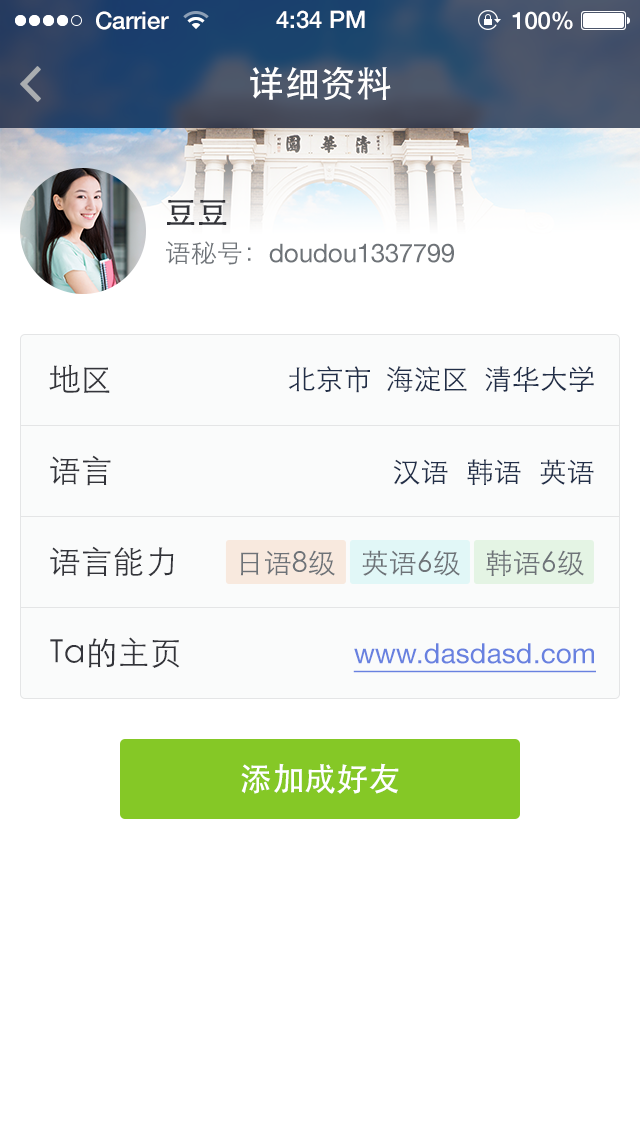 Carrier 4:34 PM 100%
详细资料
清華園
豆豆
语秘号：doudou1337799
地区 北京市 海淀区 清华大学
语言 汉语 韩语 英语
语言能力 日语8级 英语6级 韩语6级
Ta的主页 www.dasdasd.com
添加成好友